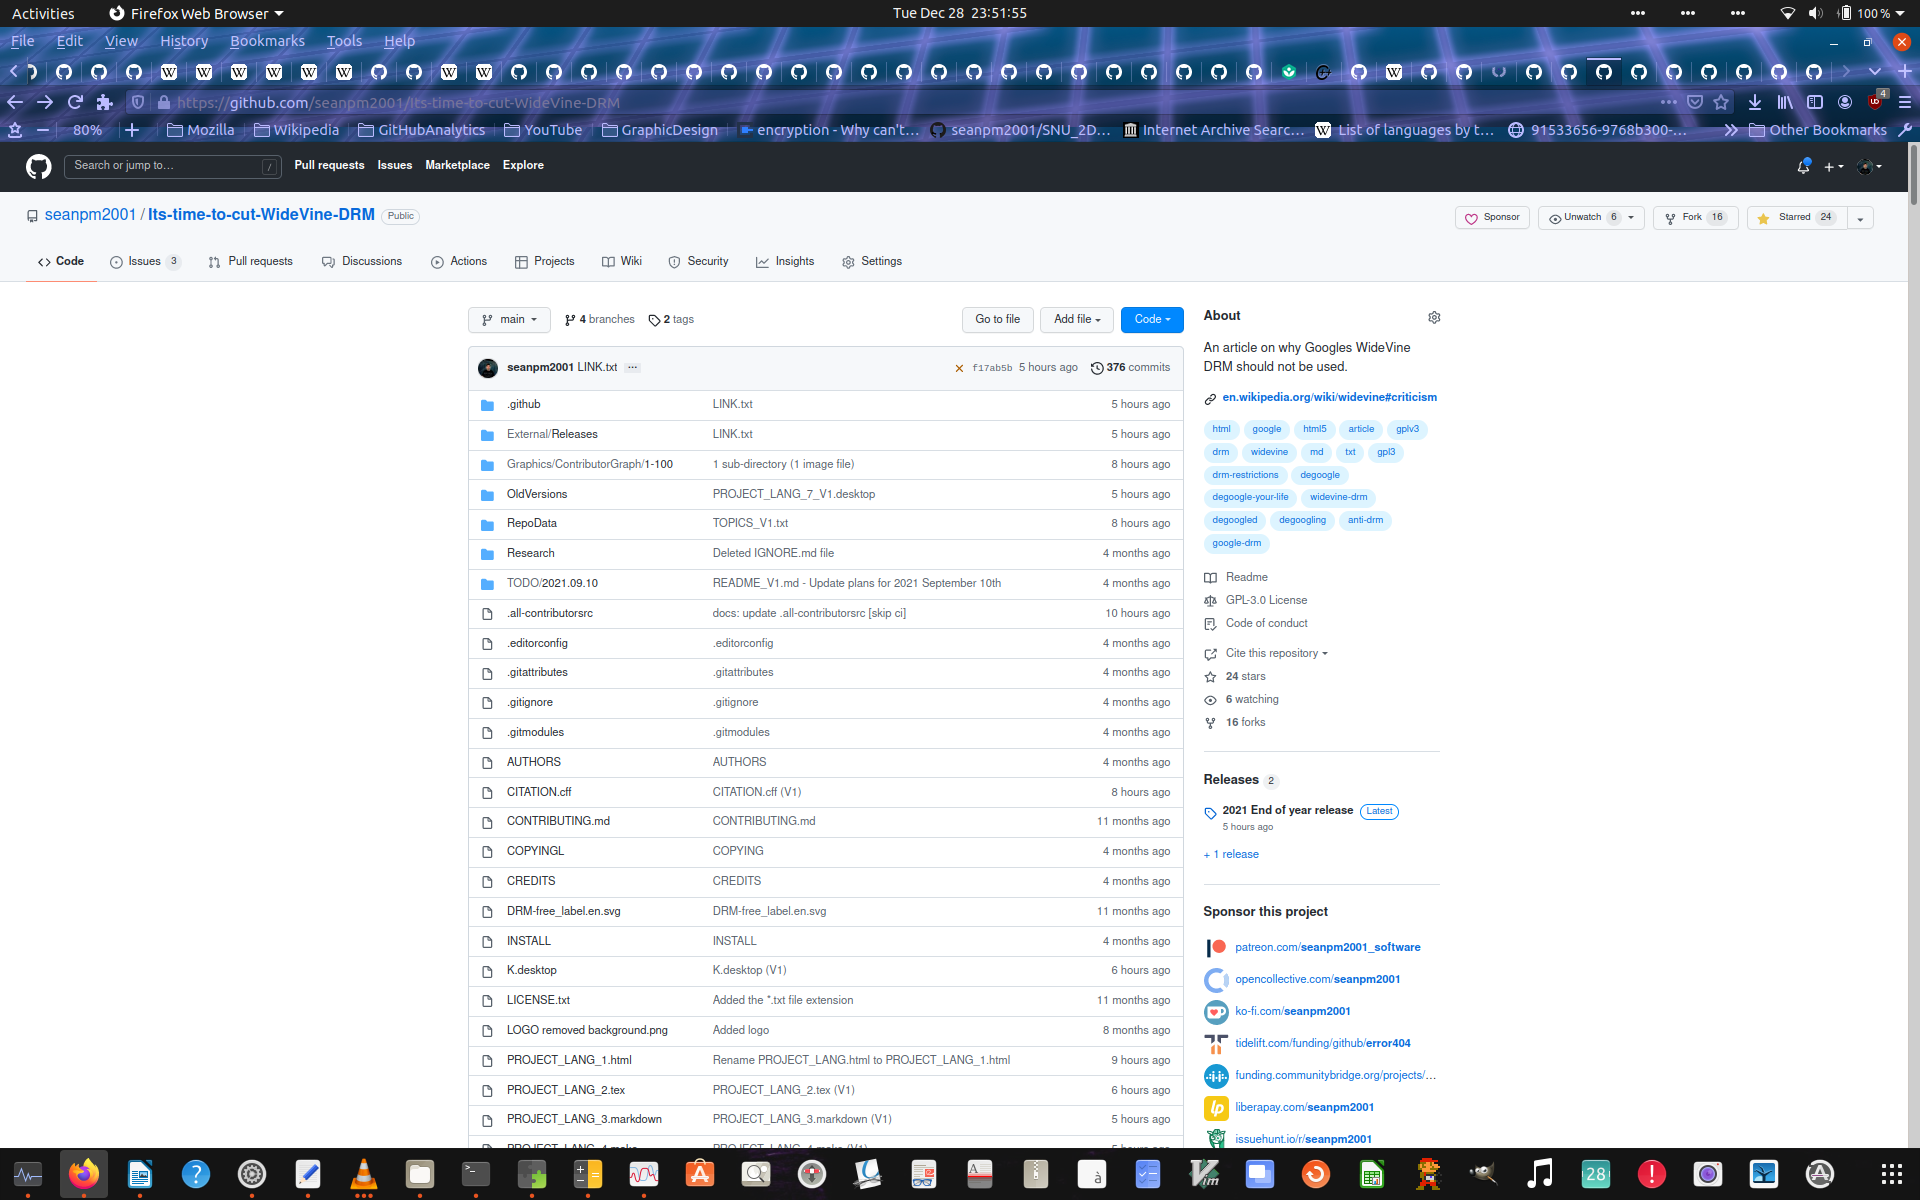 Activities Firefox Web Browser Tue Dec 28 23:51:55 100 %
File Edit View History Bookmarks Tools Help
https://github.com/seanpm2001/Its-time-to-cut-WideVine-DRM 4
80% Mozilla Wikipedia GitHubAnalytics YouTube GraphicDesign encryption - Why can't… seanpm2001/SNU_2D… Internet Archive Searc… List of languages by t… 91533656-9768b300-… Other Bookmarks
Search or jump to… / Pull requests Issues Marketplace Explore
seanpm2001 / Its-time-to-cut-WideVine-DRM Public Sponsor Unwatch 6 Fork 16 Starred 24
Code Issues 3 Pull requests Discussions Actions Projects Wiki Security Insights Settings
main 4 branches 2 tags Go to file Add file Code
seanpm2001 LINK.txt … f17ab5b 5 hours ago 376 commits
.github LINK.txt 5 hours ago
External/Releases LINK.txt 5 hours ago
Graphics/ContributorGraph/1-100 1 sub-directory (1 image file) 8 hours ago
OldVersions PROJECT_LANG_7_V1.desktop 5 hours ago
RepoData TOPICS_V1.txt 8 hours ago
Research Deleted IGNORE.md file 4 months ago
TODO/2021.09.10 README_V1.md - Update plans for 2021 September 10th 4 months ago
.all-contributorsrc docs: update .all-contributorsrc [skip ci] 10 hours ago
.editorconfig .editorconfig 4 months ago
.gitattributes .gitattributes 4 months ago
.gitignore .gitignore 4 months ago
.gitmodules .gitmodules 4 months ago
AUTHORS AUTHORS 4 months ago
CITATION.cff CITATION.cff (V1) 8 hours ago
CONTRIBUTING.md CONTRIBUTING.md 11 months ago
COPYINGL COPYING 4 months ago
CREDITS CREDITS 4 months ago
DRM-free_label.en.svg DRM-free_label.en.svg 11 months ago
INSTALL INSTALL 4 months ago
K.desktop K.desktop (V1) 6 hours ago
LICENSE.txt Added the *.txt file extension 11 months ago
LOGO removed background.png Added logo 8 months ago
PROJECT_LANG_1.html Rename PROJECT_LANG.html to PROJECT_LANG_1.html 9 hours ago
PROJECT_LANG_2.tex PROJECT_LANG_2.tex (V1) 6 hours ago
PROJECT_LANG_3.markdown PROJECT_LANG_3.markdown (V1) 5 hours ago
About
An article on why Googles WideVine
DRM should not be used.
en.wikipedia.org/wiki/widevine#criticism
html google html5 article gplv3
drm widevine md txt gpl3
drm-restrictions degoogle
degoogle-your-life widevine-drm
degoogled degoogling anti-drm
google-drm
Readme
GPL-3.0 License
Code of conduct
Cite this repository
24 stars
6 watching
16 forks
Releases 2
2021 End of year release Latest
5 hours ago
+ 1 release
Sponsor this project
patreon.com/seanpm2001_software
opencollective.com/seanpm2001
ko-fi.com/seanpm2001
tidelift.com/funding/github/error404
funding.communitybridge.org/projects/…
liberapay.com/seanpm2001
issuehunt.io/r/seanpm2001
28